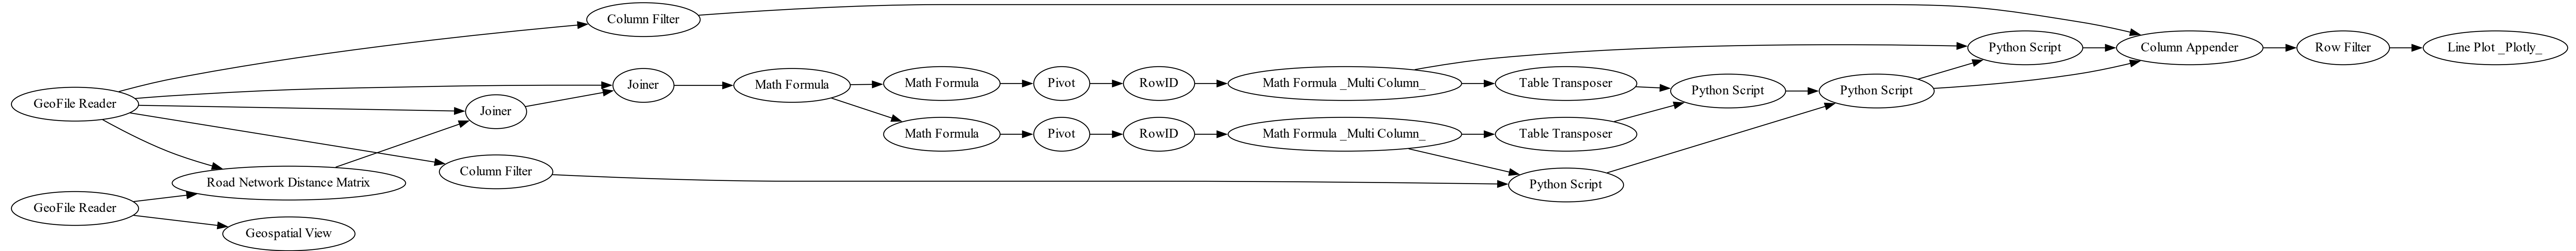 Column Filter
GeoFile Reader
Joiner
Joiner
Math Formula
Math Formula
Pivot
RowID
Math Formula _Multi Column_
Table Transposer
Python Script
Python Script
Python Script
Column Appender
Row Filter
Line Plot _Plotly_
Math Formula
Pivot
RowID
Math Formula _Multi Column_
Table Transposer
Column Filter
Road Network Distance Matrix
Python Script
GeoFile Reader
Geospatial View